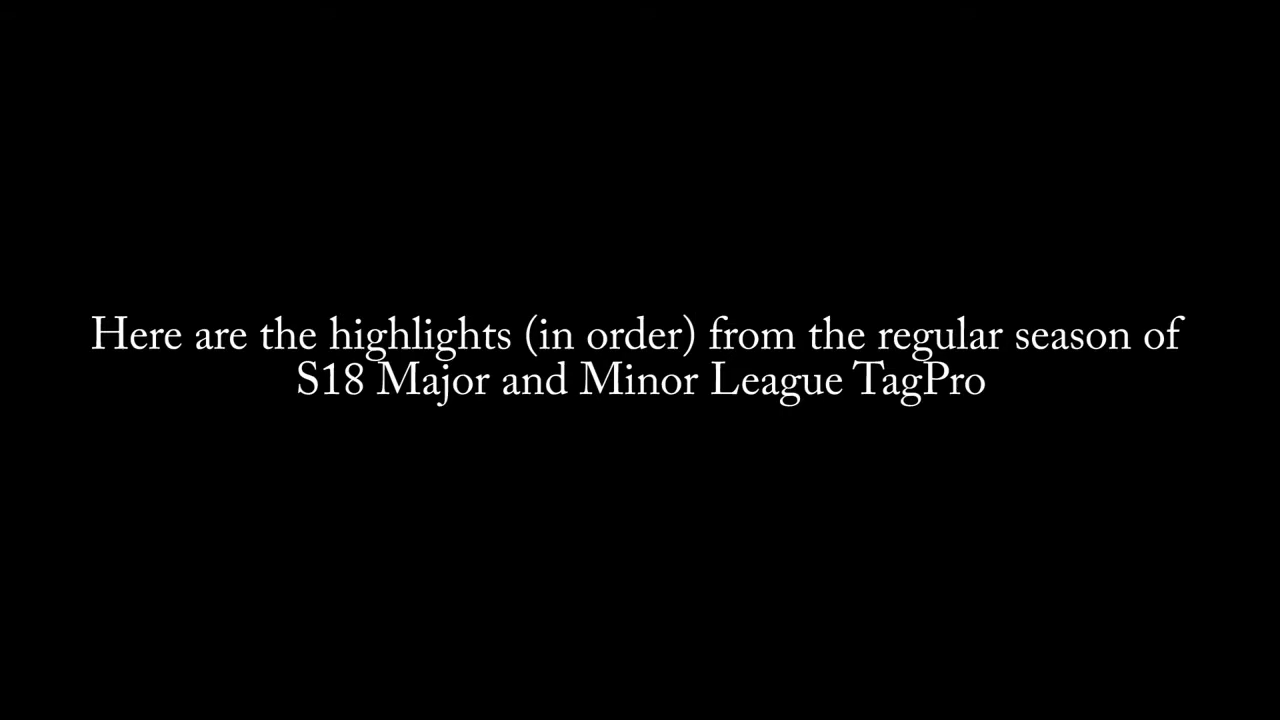 Here are the highlights (in order) from the regular season of
S18 Major and Minor League TagPro